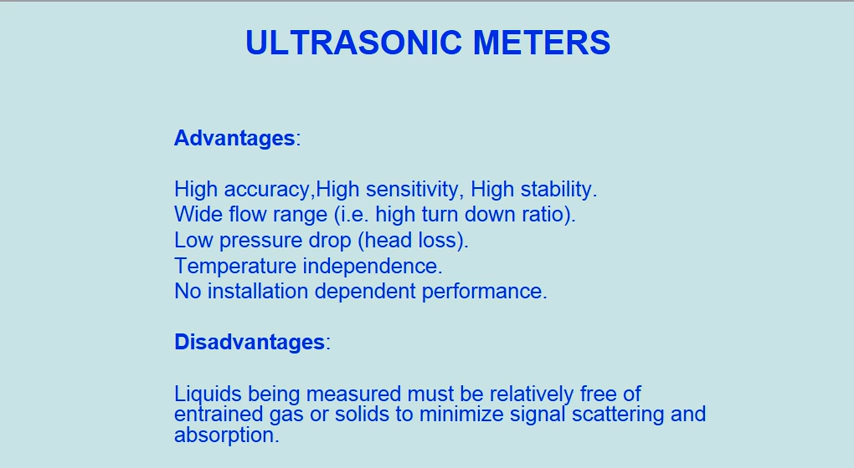 ULTRASONIC METERS
Advantages:
High accuracy,High sensitivity, High stability.
Wide flow range (i.e. high turn down ratio).
Low pressure drop (head loss).
Temperature independence.
No installation dependent performance.
Disadvantages:
Liquids being measured must be relatively free of
entrained gas or solids to minimize signal scattering and
absorption.